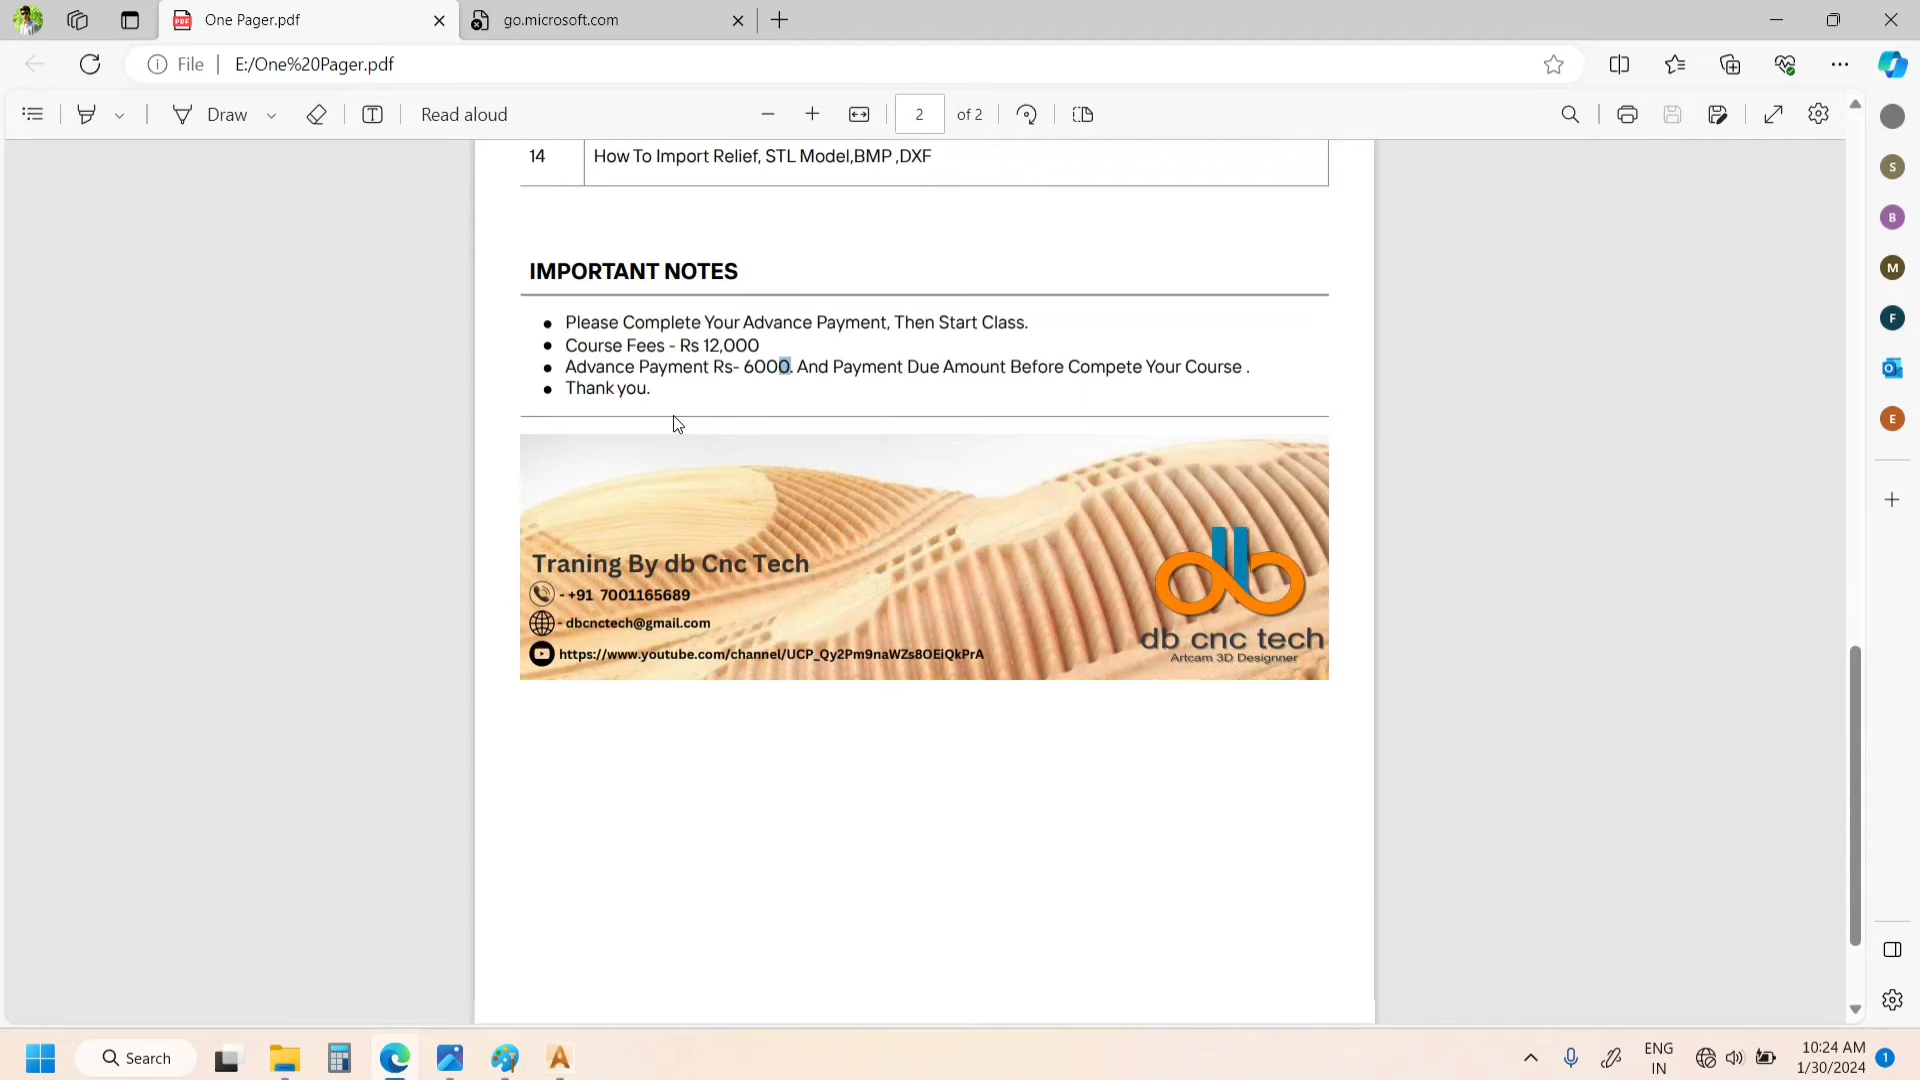 One Pager.pdf
go.microsoft.com
File
E:/One%20Pager.pdf
Draw
Read aloud
2
of 2
14
How To Import Relief, STL Model,BMP ,DXF
IMPORTANT NOTES
Please Complete Your Advance Payment, Then Start Class.
Course Fees - Rs 12,000
Advance Payment Rs- 6000. And Payment Due Amount Before Compete Your Course .
Thank you.
Traning By db Cnc Tech
- +91 7001165689
- dbcnctech@gmail.com
https://www.youtube.com/channel/UCP_Qy2Pm9naWZs8OEiQkPrA
db
db cnc tech
Artcam 3D Designner
S
B
M
F
E
Search
ENG
IN
10:24 AM
1/30/2024
1